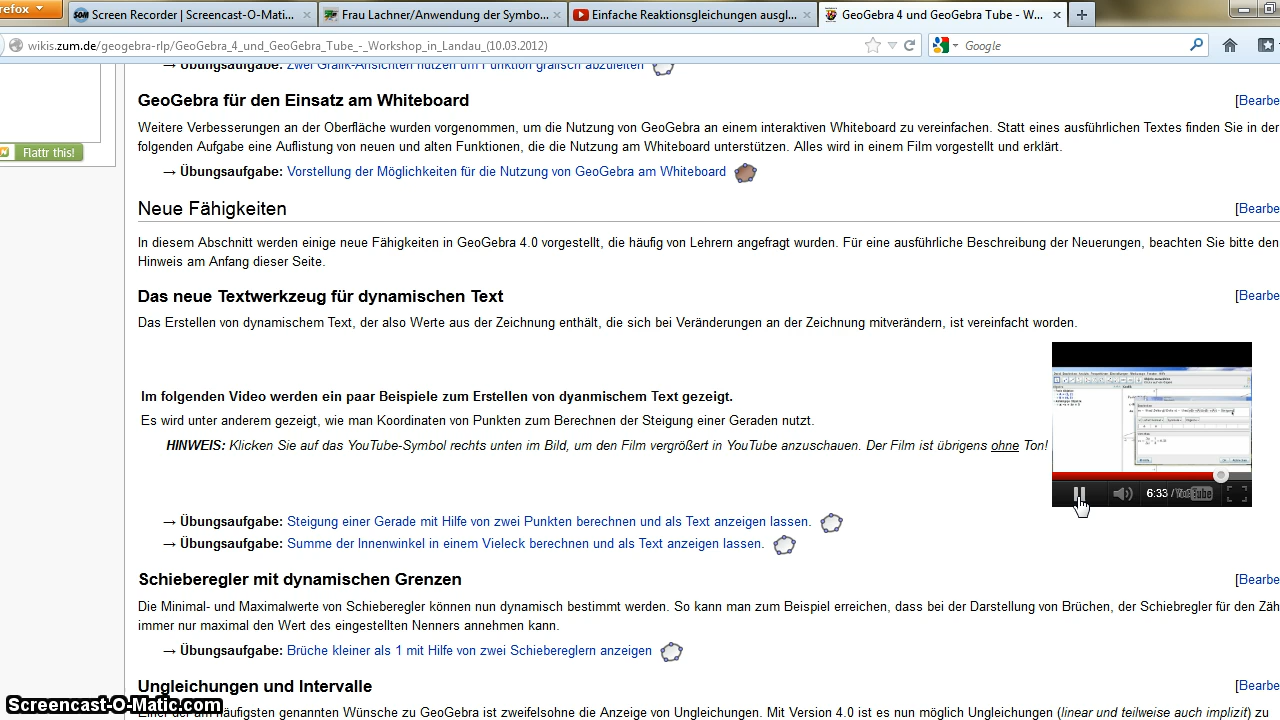 refox
Screen Recorder | Screencast-O-Mati...
Frau Lachner/Anwendung der Symbo...
Einfache Reaktionsgleichungen ausgl...
GeoGebra 4 und GeoGebra Tube - W...
wikis.zum.de/geogebra-rlp/GeoGebra_4_und_GeoGebra_Tube_-_Workshop_in_Landau_(10.03.2012)
Google
→ Übungsaufgabe: Zwei Grafik-Ansichten nutzen um Funktion grafisch abzuleiten
GeoGebra für den Einsatz am Whiteboard
[Bearbe
Weitere Verbesserungen an der Oberfläche wurden vorgenommen, um die Nutzung von GeoGebra an einem interaktiven Whiteboard zu vereinfachen. Statt eines ausführlichen Textes finden Sie in der
Flattr this!
folgenden Aufgabe eine Auflistung von neuen und alten Funktionen, die die Nutzung am Whiteboard unterstützen. Alles wird in einem Film vorgestellt und erklärt.
→ Übungsaufgabe: Vorstellung der Möglichkeiten für die Nutzung von GeoGebra am Whiteboard
Neue Fähigkeiten
[Bearbe
In diesem Abschnitt werden einige neue Fähigkeiten in GeoGebra 4.0 vorgestellt, die häufig von Lehrern angefragt wurden. Für eine ausführliche Beschreibung der Neuerungen, beachten Sie bitte den
Hinweis am Anfang dieser Seite.
Das neue Textwerkzeug für dynamischen Text
[Bearbe
Das Erstellen von dynamischem Text, der also Werte aus der Zeichnung enthält, die sich bei Veränderungen an der Zeichnung mitverändern, ist vereinfacht worden.
Im folgenden Video werden ein paar Beispiele zum Erstellen von dyanmischem Text gezeigt.
Es wird unter anderem gezeigt, wie man Koordinaten von Punkten zum Berechnen der Steigung einer Geraden nutzt.
HINWEIS: Klicken Sie auf das YouTube-Symbol rechts unten im Bild, um den Film vergrößert in YouTube anzuschauen. Der Film ist übrigens ohne Ton!
6:33 / YouTube
→ Übungsaufgabe: Steigung einer Gerade mit Hilfe von zwei Punkten berechnen und als Text anzeigen lassen.
→ Übungsaufgabe: Summe der Innenwinkel in einem Vieleck berechnen und als Text anzeigen lassen.
Schieberegler mit dynamischen Grenzen
[Bearbe
Die Minimal- und Maximalwerte von Schieberegler können nun dynamisch bestimmt werden. So kann man zum Beispiel erreichen, dass bei der Darstellung von Brüchen, der Schiebregler für den Zäh
immer nur maximal den Wert des eingestellten Nenners annehmen kann.
→ Übungsaufgabe: Brüche kleiner als 1 mit Hilfe von zwei Schiebereglern anzeigen
Ungleichungen und Intervalle
[Bearbe
Screencast-O-Matic.com
Einer der am häufigsten genannten Wünsche zu GeoGebra ist zweifelsohne die Anzeige von Ungleichungen. Mit Version 4.0 ist es nun möglich Ungleichungen (linear und teilweise auch implizit) zu